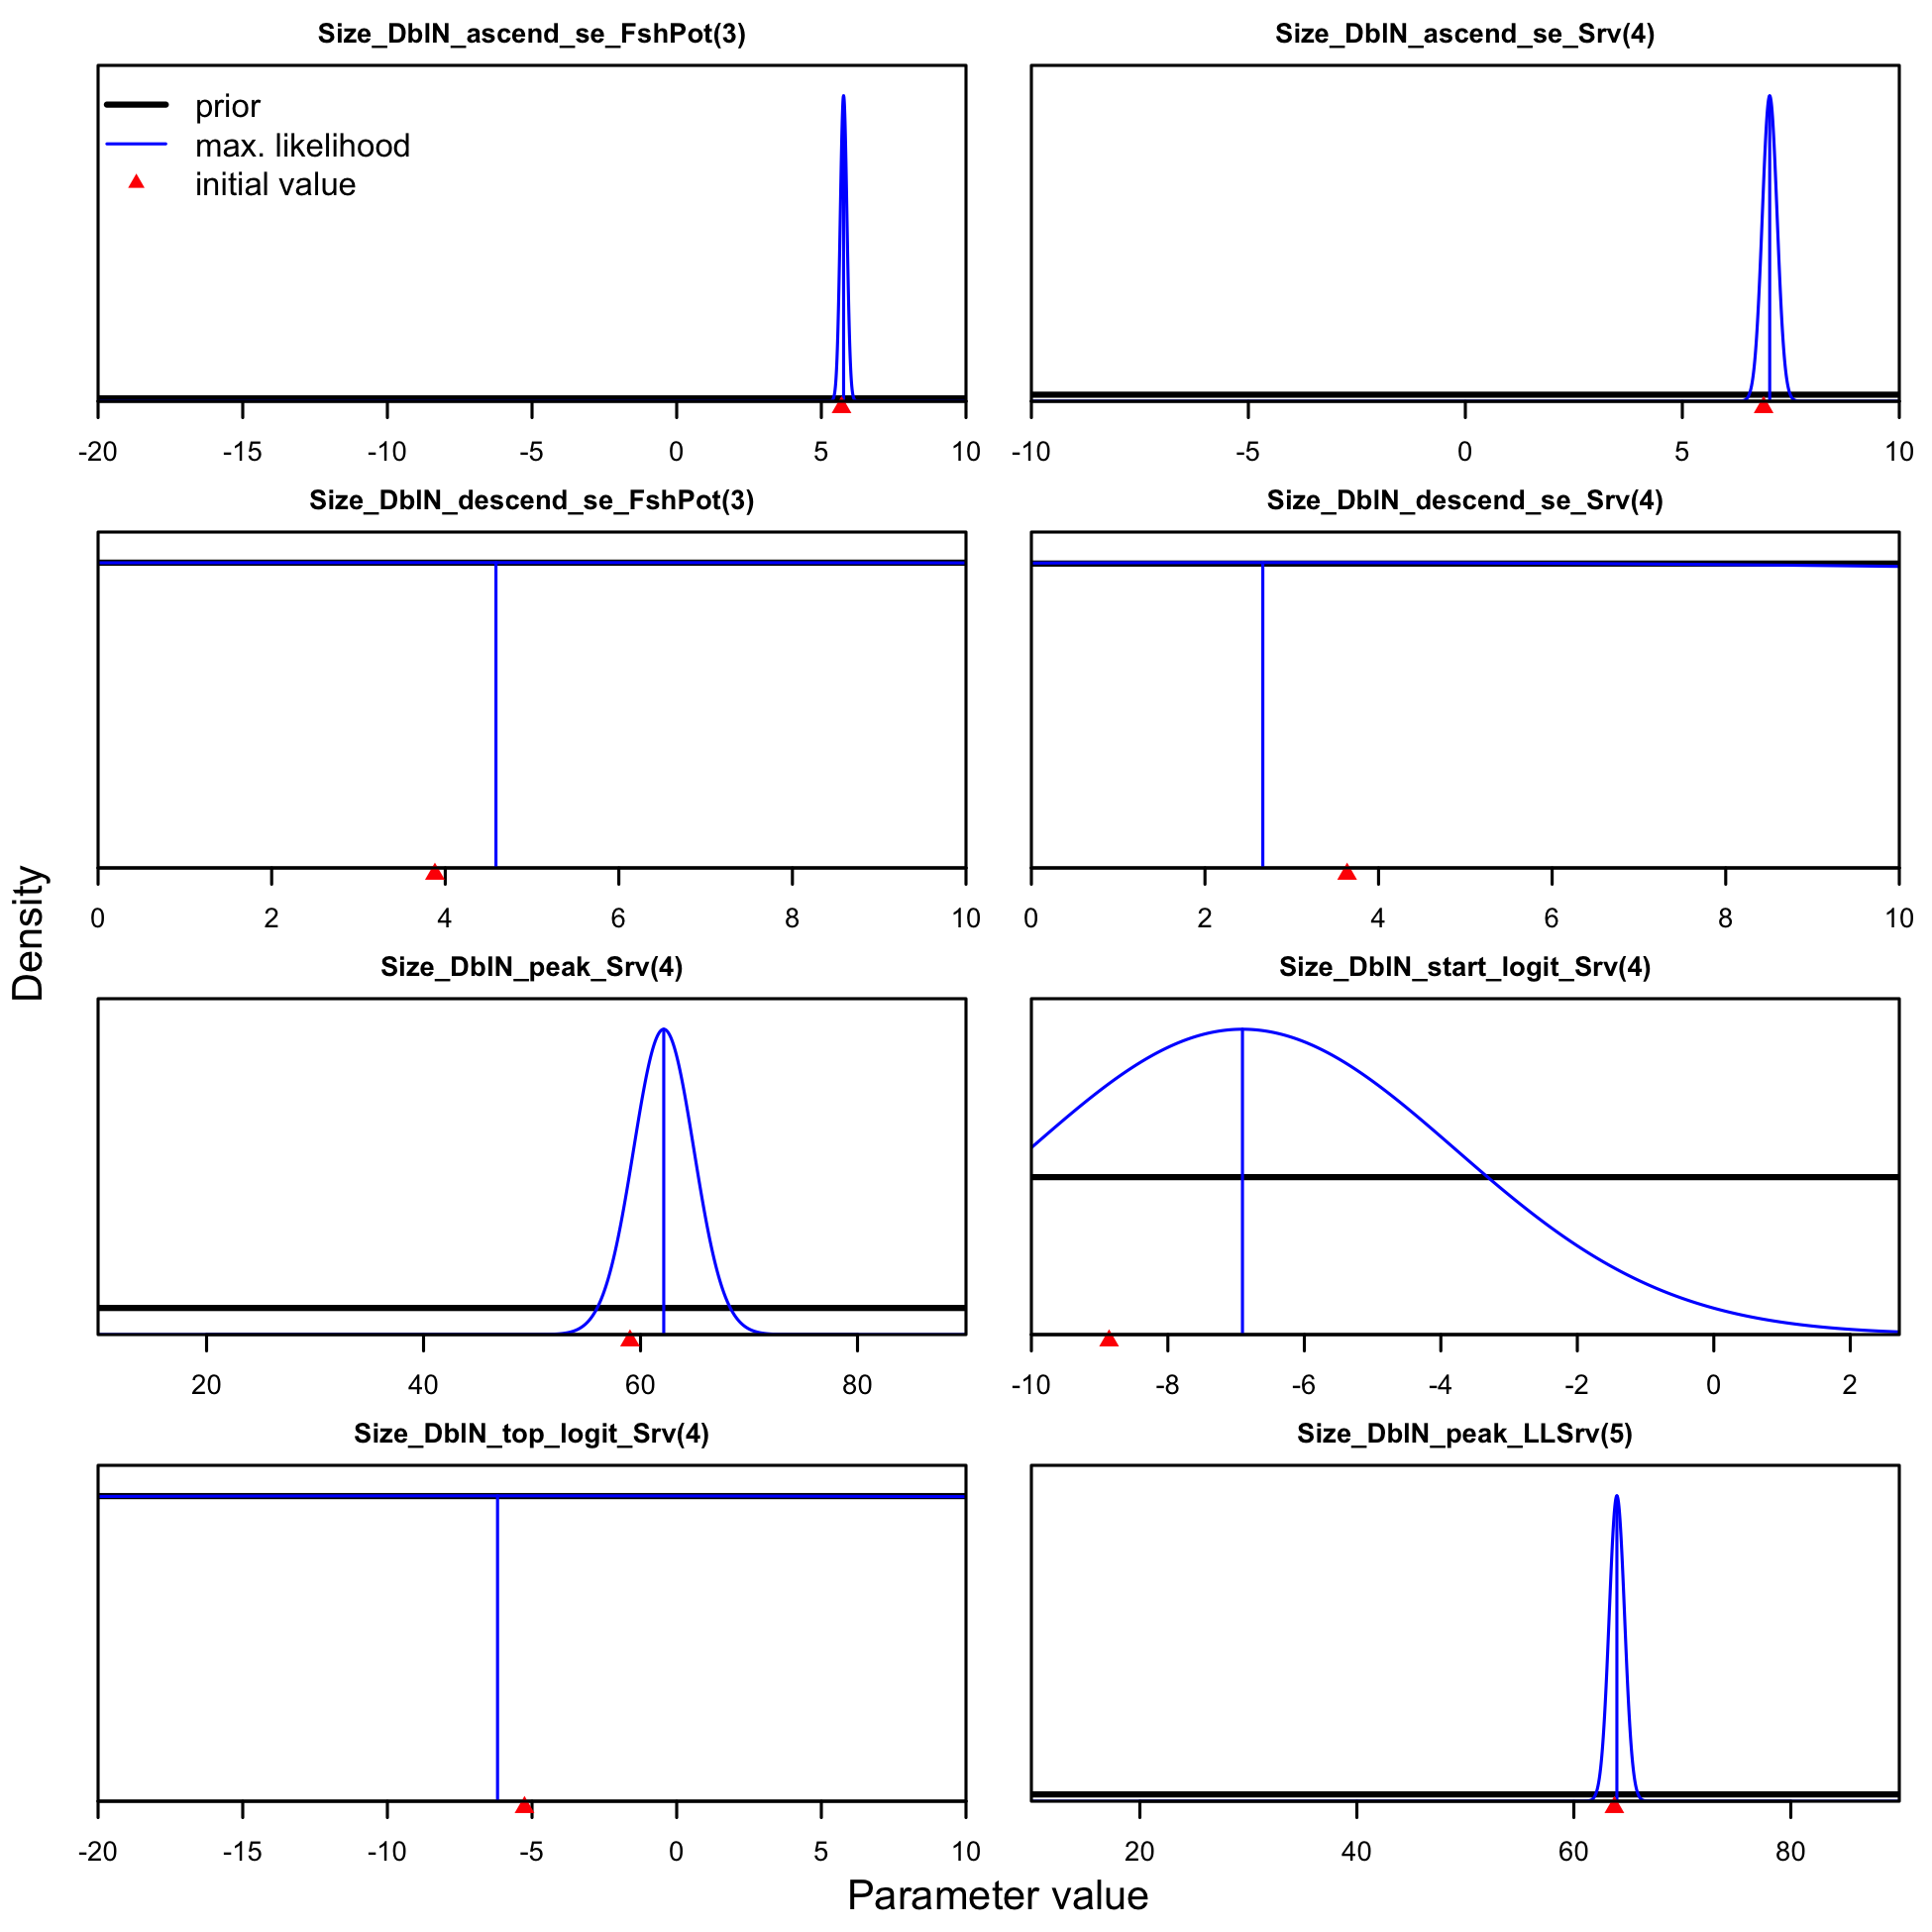 Size_DblN_ascend_se_FshPot(3)
prior
max. likelihood
initial value
-20 -15 -10 -5 0 5 10
Size_DblN_ascend_se_Srv(4)
-10 -5 0 5 10
Size_DblN_descend_se_FshPot(3)
0 2 4 6 8 10
Size_DblN_descend_se_Srv(4)
0 2 4 6 8 10
Size_DblN_peak_Srv(4)
20 40 60 80
Size_DblN_start_logit_Srv(4)
-10 -8 -6 -4 -2 0 2
Size_DblN_top_logit_Srv(4)
-20 -15 -10 -5 0 5 10
Size_DblN_peak_LLSrv(5)
20 40 60 80
Density
Parameter value